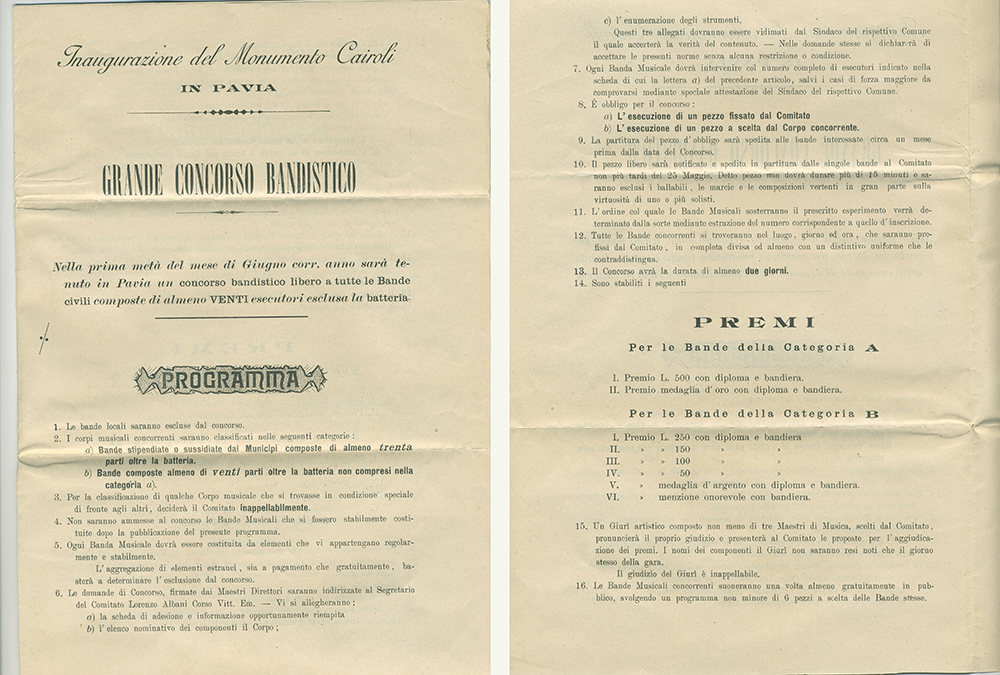 Inaugurazione del Monumento Cairoli
IN PAVIA
GRANDE CONCORSO BANDISTICO
Nella prima metà del mese di Giugno corr. anno sarà te-
nuto in Pavia un concorso bandistico libero a tutte le Bande
civili composte di almeno VENTI esecutori esclusa la batteria.
PROGRAMMA
1. Le bande locali saranno escluse dal concorso.
2. I corpi musicali concorrenti saranno classificati nelle seguenti categorie:
a) Bande stipendiate o sussidiate dai Municipi composte di almeno trenta
parti oltre la batteria.
b) Bande composte almeno di venti parti oltre la batteria non compresi nella
categoria a).
3. Per la classificazione di qualche Corpo musicale che si trovasse in condizione speciale
di fronte agli altri, deciderà il Comitato inappellabilmente.
4. Non saranno ammesse al concorso le Bande Musicali che si fossero stabilmente costi-
tuite dopo la pubblicazione del presente programma.
5. Ogni Banda Musicale dovrà essere costituita da elementi che vi appartengano regolar-
mente e stabilmente.
L'aggregazione di elementi estranei, sia a pagamento che gratuitamente, ba-
sterà a determinare l'esclusione dal concorso.
6. Le domande di Concorso, firmate dai Maestri Direttori saranno indirizzate al Segretario
del Comitato Lorenzo Albani Corso Vitt. Em. — Vi si allegheranno:
a) la scheda di adesione e informazione opportunamente riempita
b) l'elenco nominativo dei componenti il Corpo;
c) l'enumerazione degli strumenti.
Questi tre allegati dovranno essere vidimati dal Sindaco del rispettivo Comune
il quale accerterà la verità del contenuto. — Nelle domande stesse si dichiarerà di
accettare le presenti norme senza alcuna restrizione o condizione.
7. Ogni Banda Musicale dovrà intervenire col numero completo di esecutori indicato nella
scheda di cui la lettera a) del precedente articolo, salvi i casi di forza maggiore da
comprovarsi mediante speciale attestazione del Sindaco del rispettivo Comune.
8. È obbligo per il concorso:
a) L'esecuzione di un pezzo fissato dal Comitato
b) L'esecuzione di un pezzo a scelta dal Corpo concorrente.
9. La partitura del pezzo d'obbligo sarà spedita alle bande interessate circa un mese
prima dalla data del Concorso.
10. Il pezzo libero sarà notificato e spedito in partitura dalle singole bande al Comitato
non più tardi del 25 Maggio. Detto pezzo non dovrà durare più di 15 minuti e sa-
ranno esclusi i ballabili, le marcie e le composizioni vertenti in gran parte sulla
virtuosità di uno o più solisti.
11. L'ordine col quale le Bande Musicali sosterranno il prescritto esperimento verrà de-
terminato dalla sorte mediante estrazione del numero corrispondente a quello d'inscrizione.
12. Tutte le Bande concorrenti si troveranno nel luogo, giorno ed ora, che saranno pre-
fissi dal Comitato, in completa divisa od almeno con un distintivo uniforme che le
contraddistingua.
13. Il Concorso avrà la durata di almeno due giorni.
14. Sono stabiliti i seguenti
PREMI
Per le Bande della Categoria A
I. Premio L. 500 con diploma e bandiera.
II. Premio medaglia d'oro con diploma e bandiera.
Per le Bande della Categoria B
I. Premio L. 250 con diploma e bandiera
II. » » 150 » »
III. » » 100 » »
IV. » » 50 » »
V. » medaglia d'argento con diploma e bandiera.
VI. » menzione onorevole con bandiera.
15. Un Giurì artistico composto non meno di tre Maestri di Musica, scelti dal Comitato,
pronuncierà il proprio giudizio e presenterà al Comitato le proposte per l'aggiudica-
zione dei premi. I nomi dei componenti il Giurì non saranno resi noti che il giorno
stesso della gara.
Il giudizio del Giurì è inappellabile.
16. Le Bande Musicali concorrenti suoneranno una volta almeno gratuitamente in pub-
blico, svolgendo un programma non minore di 6 pezzi a scelta delle Bande stesse.